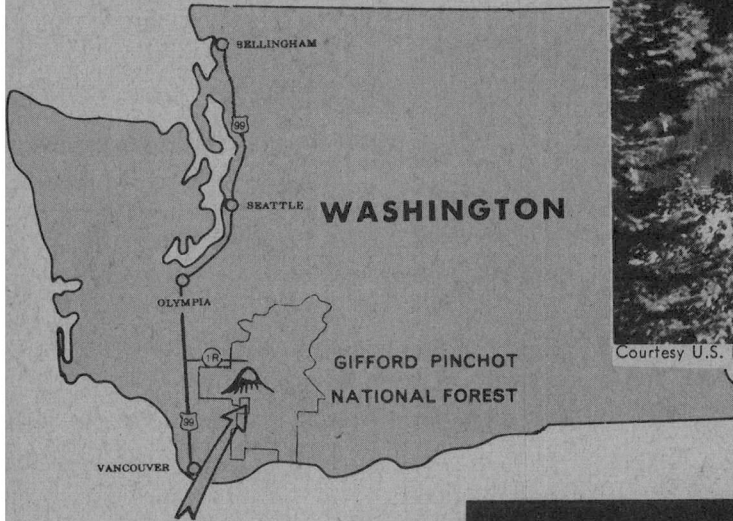 BELLINGHAM
99
SEATTLE
WASHINGTON
OLYMPIA
1R
GIFFORD PINCHOT
NATIONAL FOREST
Courtesy U.S.
99
VANCOUVER